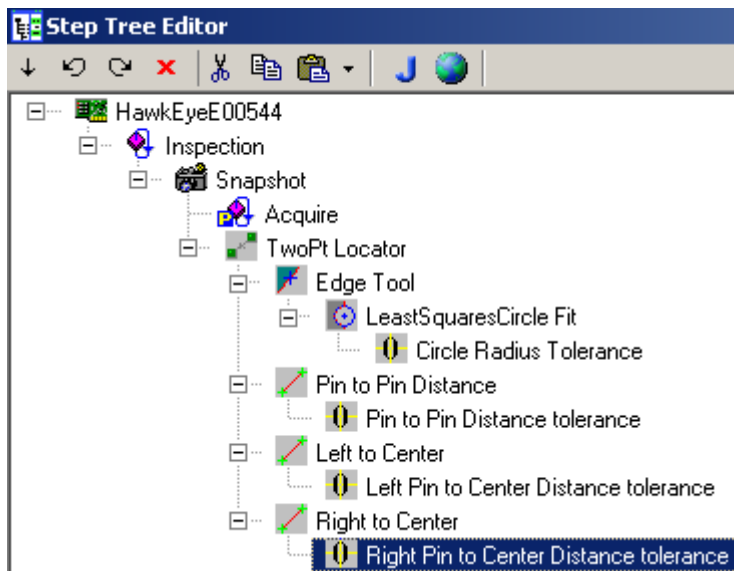 Step Tree Editor
HawkEyeE00544
Inspection
Snapshot
Acquire
TwoPt Locator
Edge Tool
LeastSquaresCircle Fit
Circle Radius Tolerance
Pin to Pin Distance
Pin to Pin Distance tolerance
Left to Center
Left Pin to Center Distance tolerance
Right to Center
Right Pin to Center Distance tolerance